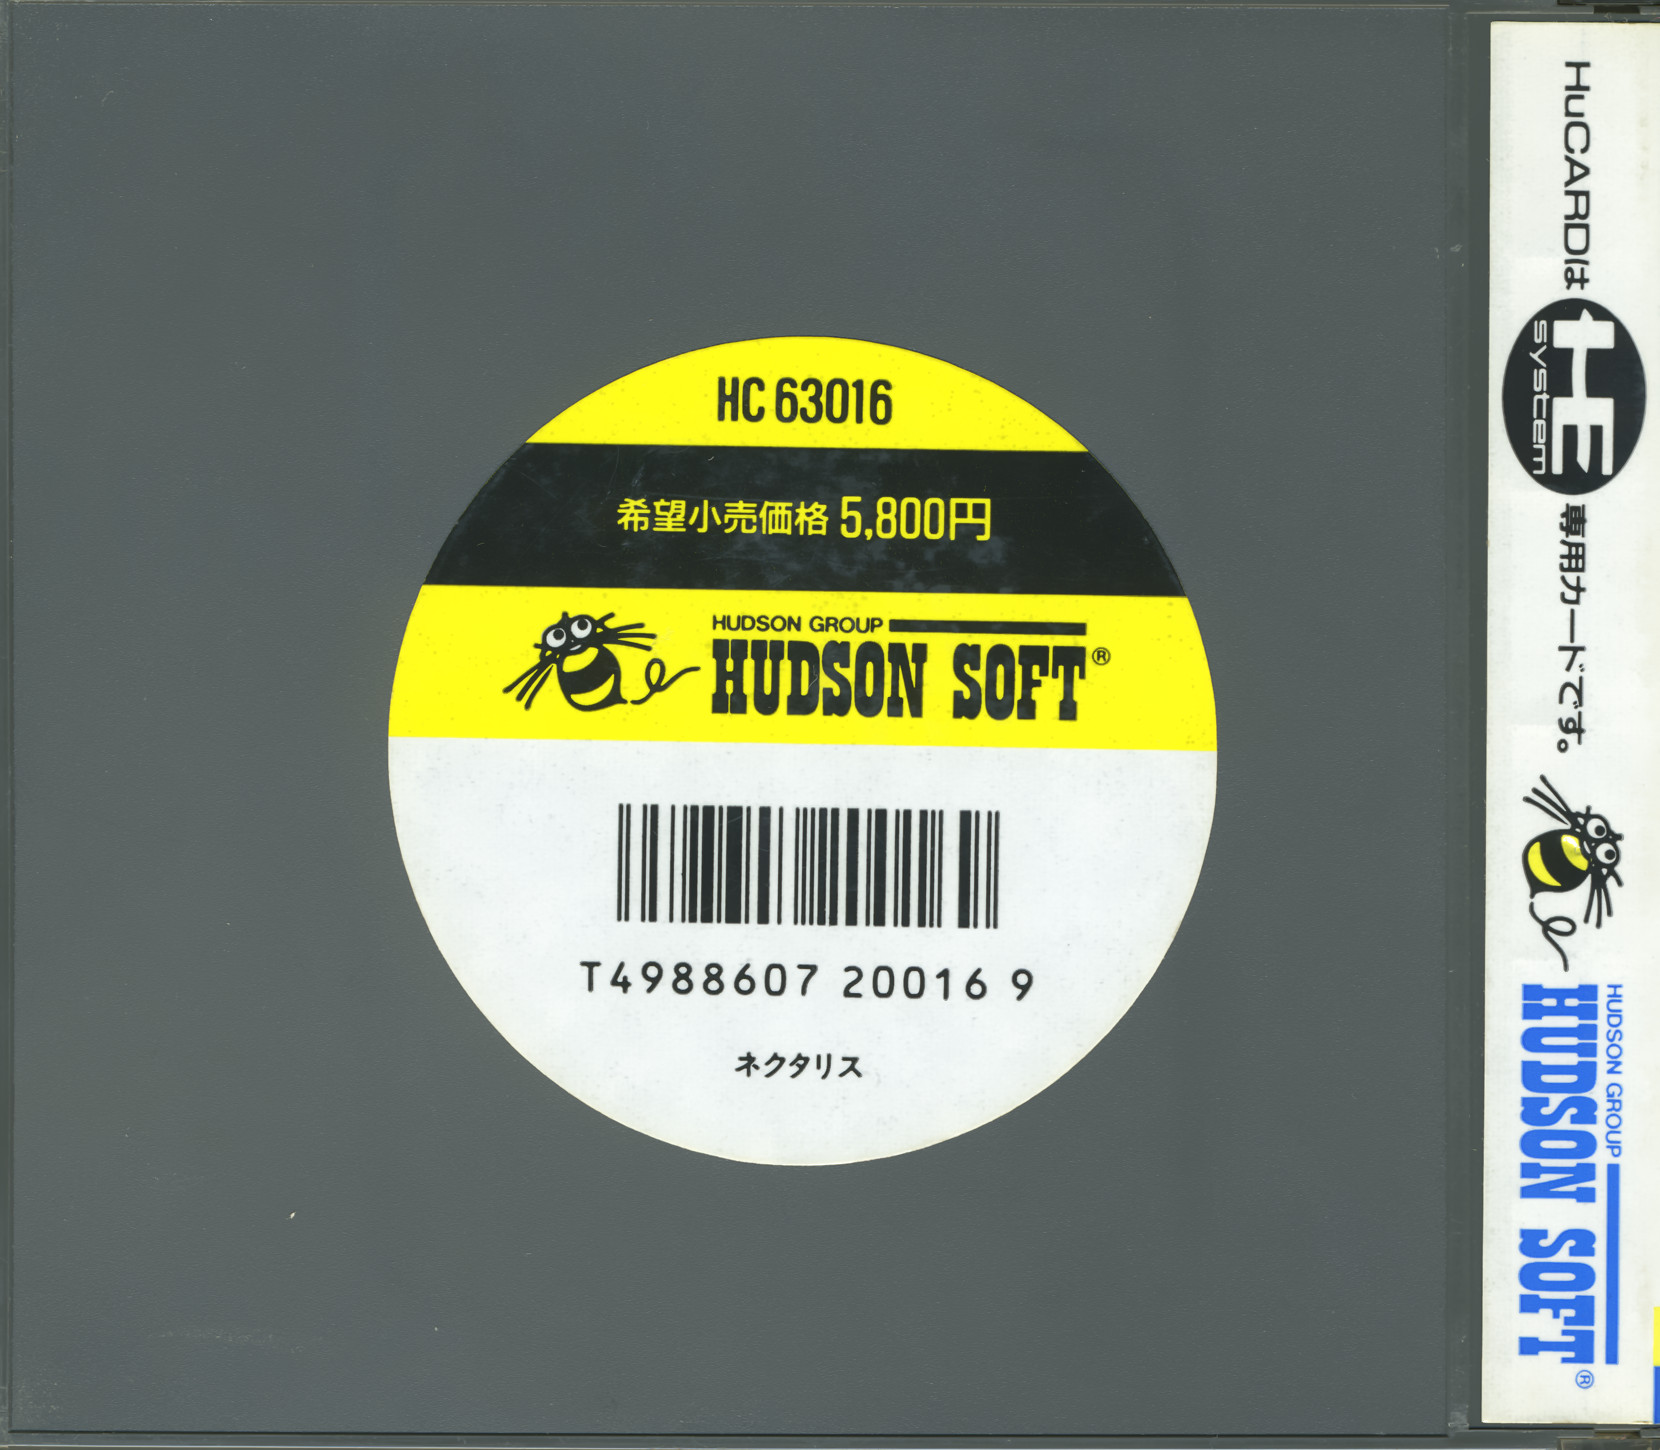 HC 63016
希望小売価格 5,800円
HUDSON GROUP
HUDSON SOFT®
T4988607 20016 9
ネクタリス
HuCARDは
HE
system
専用カードです。
HUDSON GROUP
HUDSON SOFT®